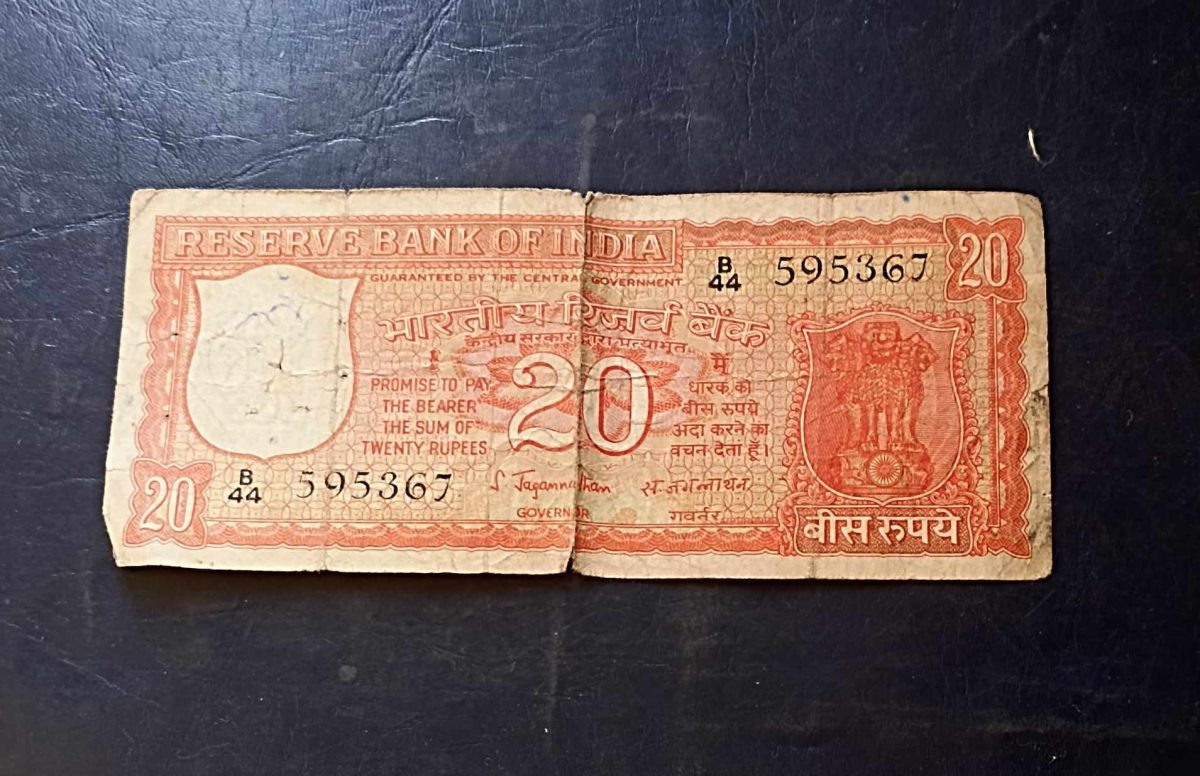 RESERVE BANK OF INDIA
20
GUARANTEED BY THE CENTRAL GOVERNMENT
B
44 595367
भारतीय रिज़र्व बैंक
केन्द्रीय सरकार द्वारा प्रत्याभूत
I
PROMISE TO PAY
THE BEARER
THE SUM OF
TWENTY RUPEES
20
मैं
धारक को
बीस रुपये
अदा करने का
वचन देता हूँ।
20
B
44 595367
S Jagannathan
स. जगन्नाथन
GOVERNOR
गवर्नर
बीस रुपये